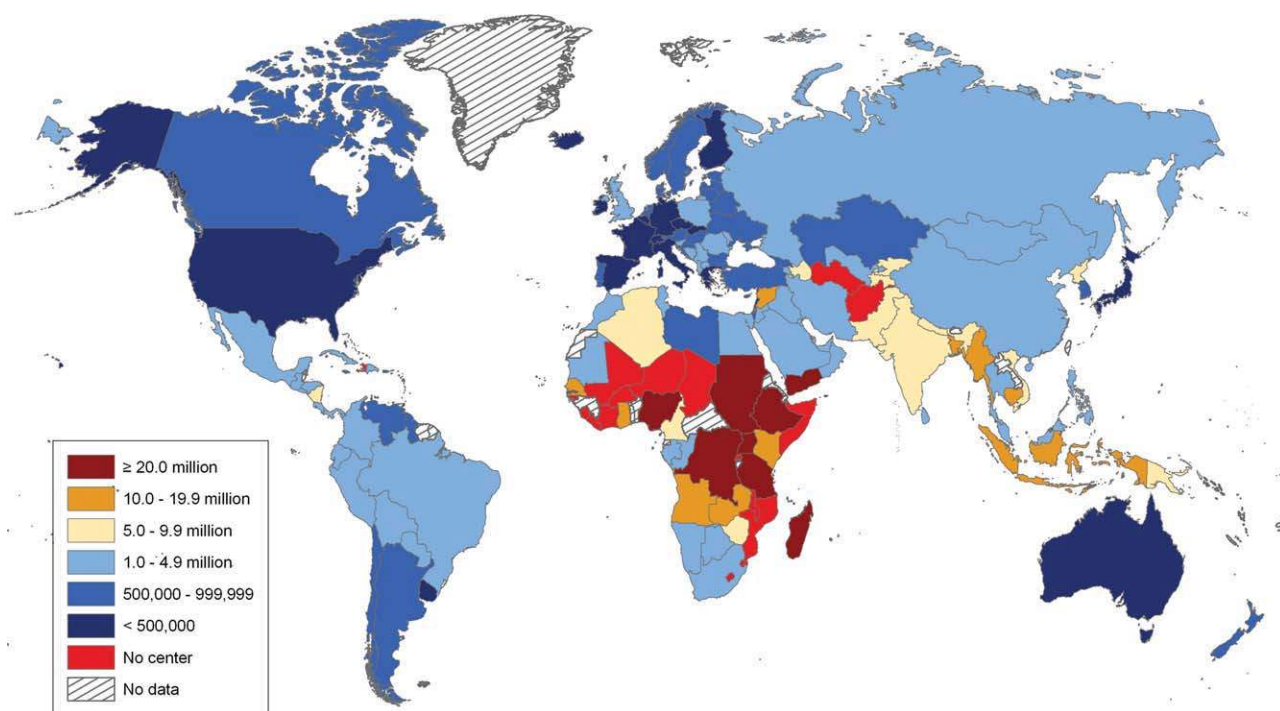 ≥ 20.0 million
10.0 - 19.9 million
5.0 - 9.9 million
1.0 - 4.9 million
500,000 - 999,999
< 500,000
No center
No data